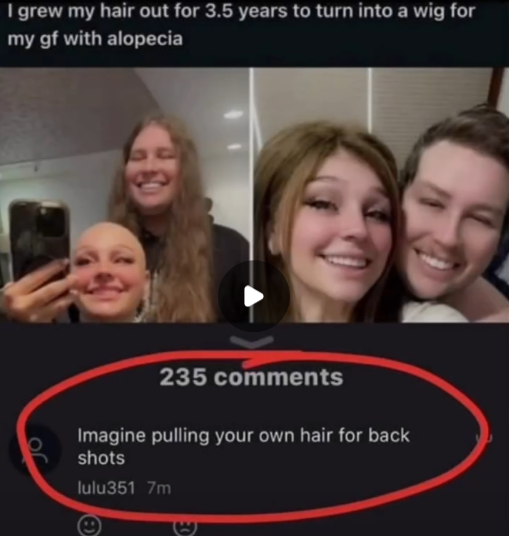 I grew my hair out for 3.5 years to turn into a wig for
my gf with alopecia
235 comments
Imagine pulling your own hair for back
shots
lulu351 7m